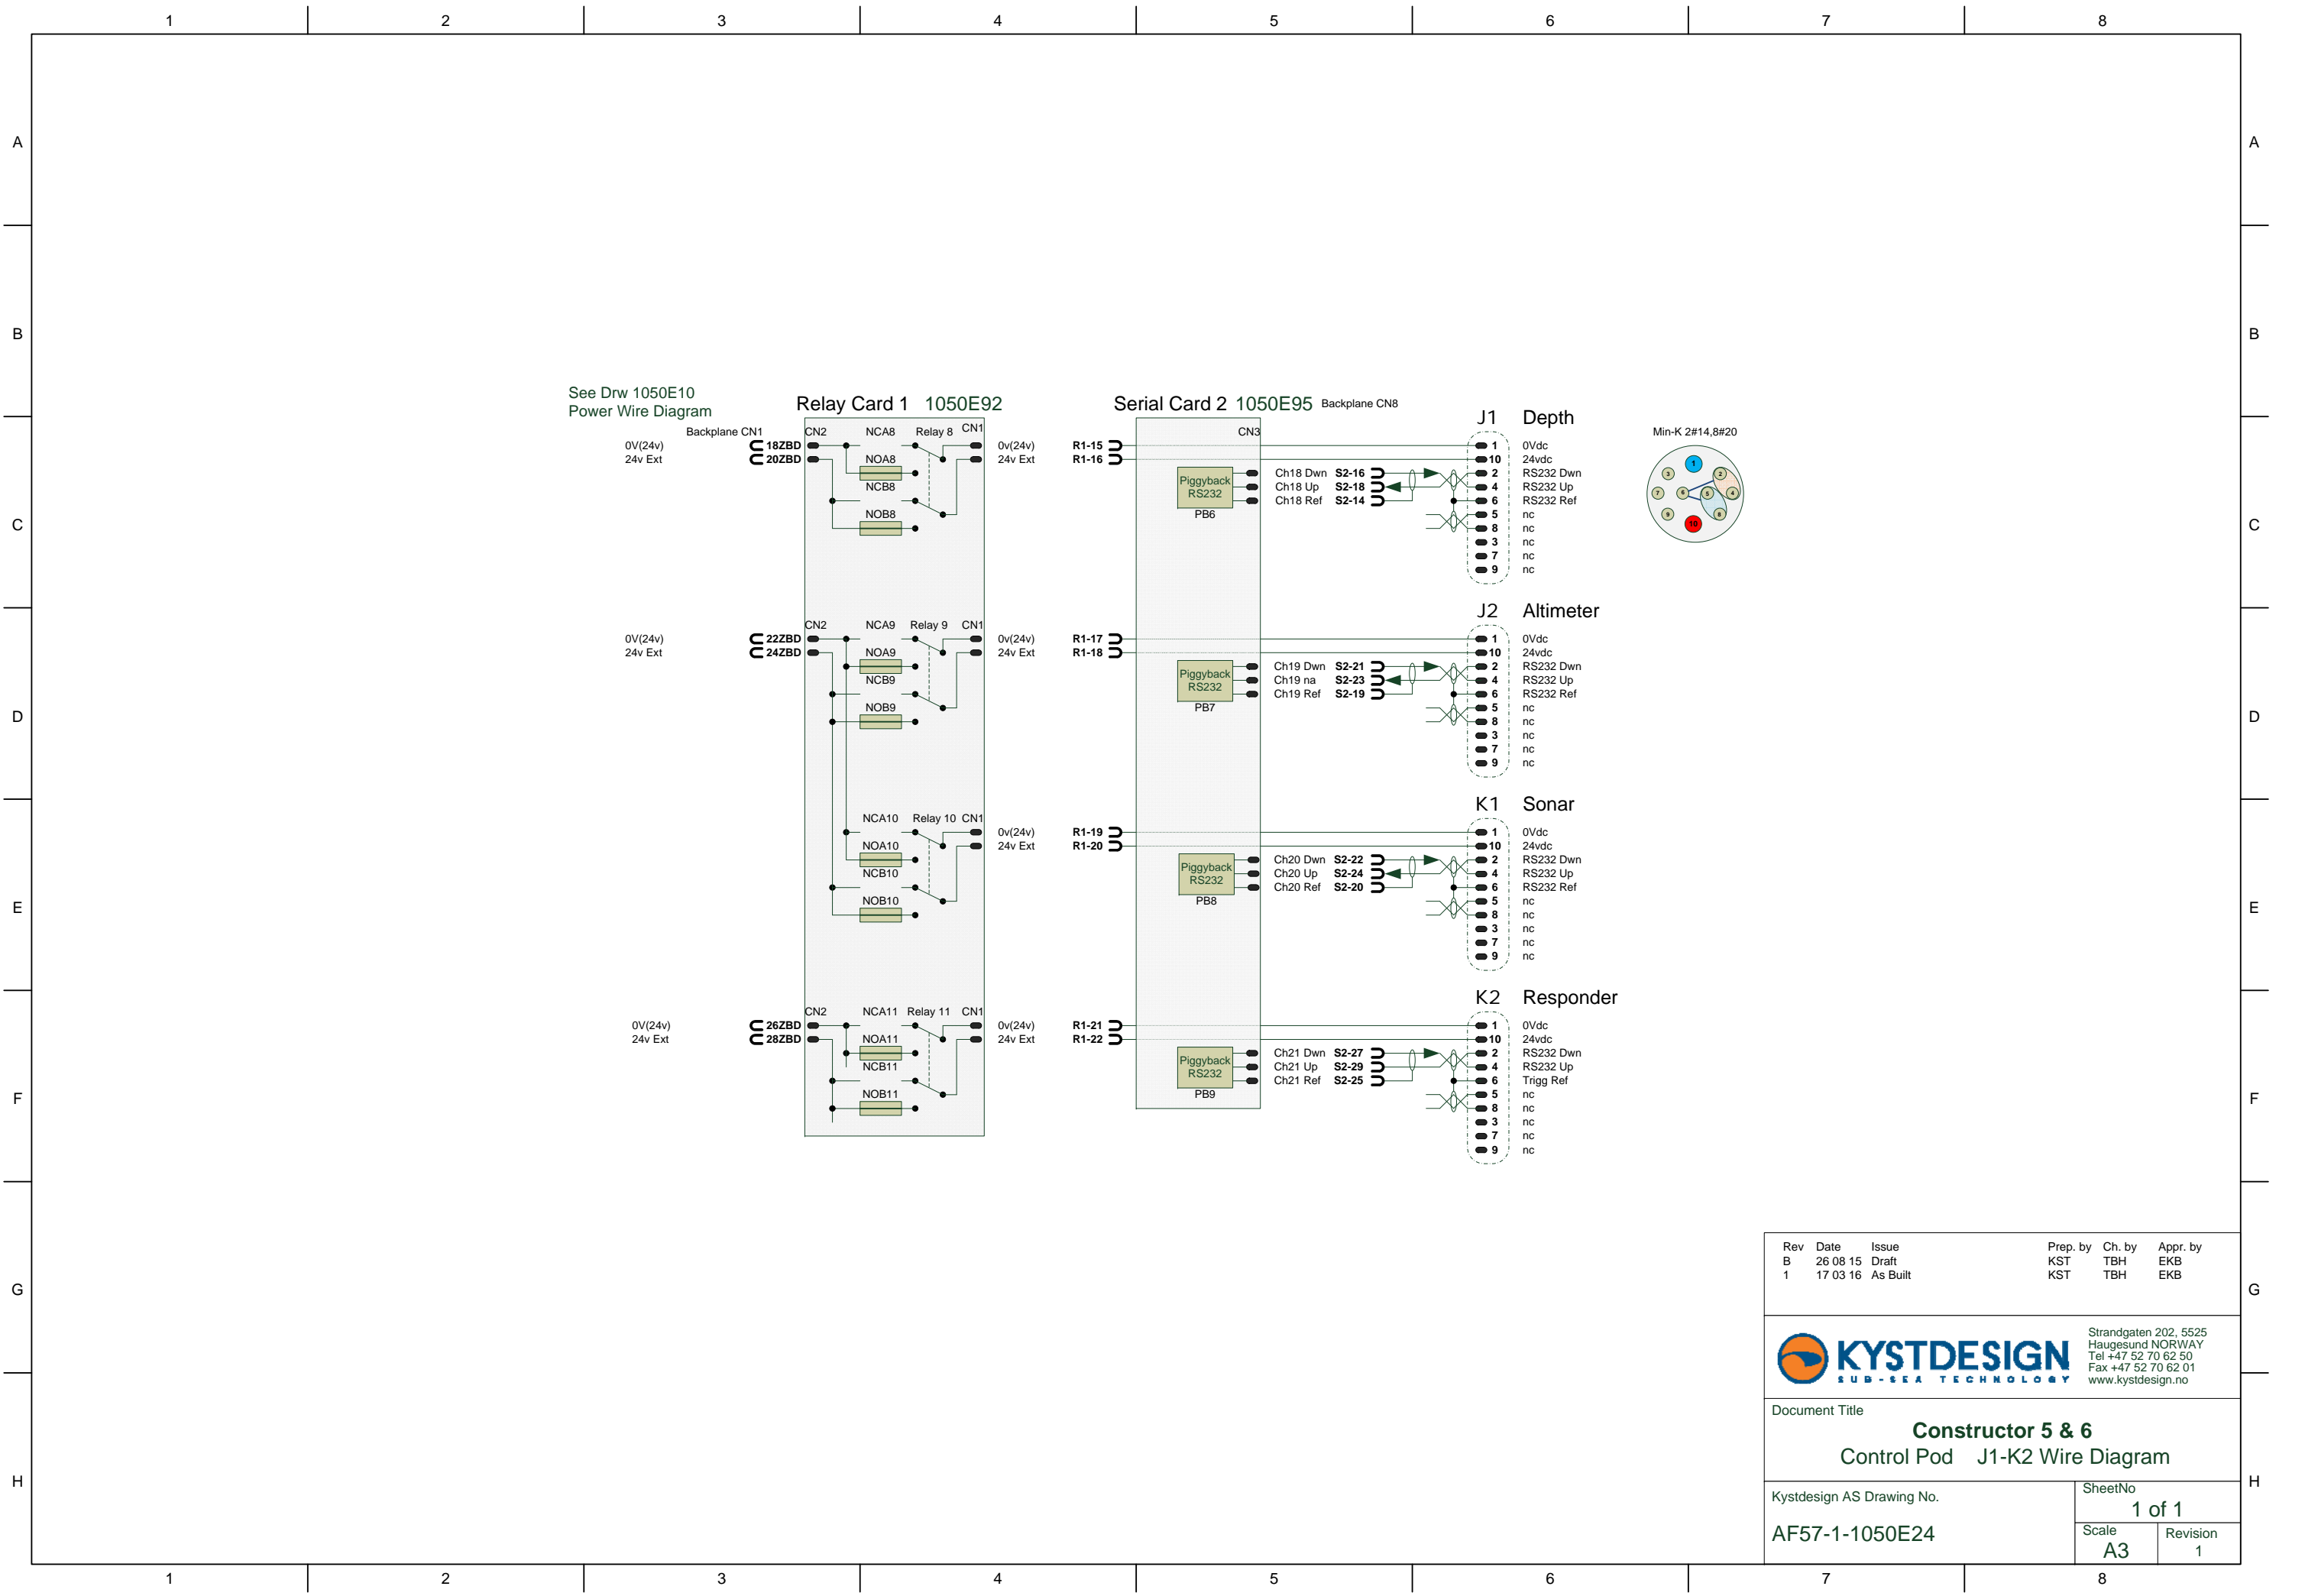 1 2 3 4 5 6 7 8
A A
B B
C C
D D
E E
F F
G G
H H
See Drw 1050E10
Power Wire Diagram
Relay Card 1 1050E92
Serial Card 2 1050E95 Backplane CN8
Backplane CN1
CN2 NCA8 Relay 8 CN1
CN3
0V(24v) 18ZBD 0v(24v) R1-15
24v Ext 20ZBD 24v Ext R1-16
NOA8
NCB8
NOB8
Piggyback
RS232
PB6
Ch18 Dwn S2-16
Ch18 Up S2-18
Ch18 Ref S2-14
J1 Depth
1 0Vdc
10 24vdc
2 RS232 Dwn
4 RS232 Up
6 RS232 Ref
5 nc
8 nc
3 nc
7 nc
9 nc
Min-K 2#14,8#20
1
3 2
7 6 5 4
9 8
10
CN2 NCA9 Relay 9 CN1
0V(24v) 22ZBD 0v(24v) R1-17
24v Ext 24ZBD 24v Ext R1-18
NOA9
NCB9
NOB9
Piggyback
RS232
PB7
Ch19 Dwn S2-21
Ch19 na S2-23
Ch19 Ref S2-19
J2 Altimeter
1 0Vdc
10 24vdc
2 RS232 Dwn
4 RS232 Up
6 RS232 Ref
5 nc
8 nc
3 nc
7 nc
9 nc
NCA10 Relay 10 CN1
0v(24v) R1-19
24v Ext R1-20
NOA10
NCB10
NOB10
Piggyback
RS232
PB8
Ch20 Dwn S2-22
Ch20 Up S2-24
Ch20 Ref S2-20
K1 Sonar
1 0Vdc
10 24vdc
2 RS232 Dwn
4 RS232 Up
6 RS232 Ref
5 nc
8 nc
3 nc
7 nc
9 nc
CN2 NCA11 Relay 11 CN1
0V(24v) 26ZBD 0v(24v) R1-21
24v Ext 28ZBD 24v Ext R1-22
NOA11
NCB11
NOB11
Piggyback
RS232
PB9
Ch21 Dwn S2-27
Ch21 Up S2-29
Ch21 Ref S2-25
K2 Responder
1 0Vdc
10 24vdc
2 RS232 Dwn
4 RS232 Up
6 Trigg Ref
5 nc
8 nc
3 nc
7 nc
9 nc
Rev Date Issue Prep. by Ch. by Appr. by
B 26 08 15 Draft KST TBH EKB
1 17 03 16 As Built KST TBH EKB
KYSTDESIGN
SUB-SEA TECHNOLOGY
Strandgaten 202, 5525
Haugesund NORWAY
Tel +47 52 70 62 50
Fax +47 52 70 62 01
www.kystdesign.no
Document Title
Constructor 5 & 6
Control Pod J1-K2 Wire Diagram
Kystdesign AS Drawing No.
AF57-1-1050E24
SheetNo
1 of 1
Scale
A3
Revision
1
1 2 3 4 5 6 7 8